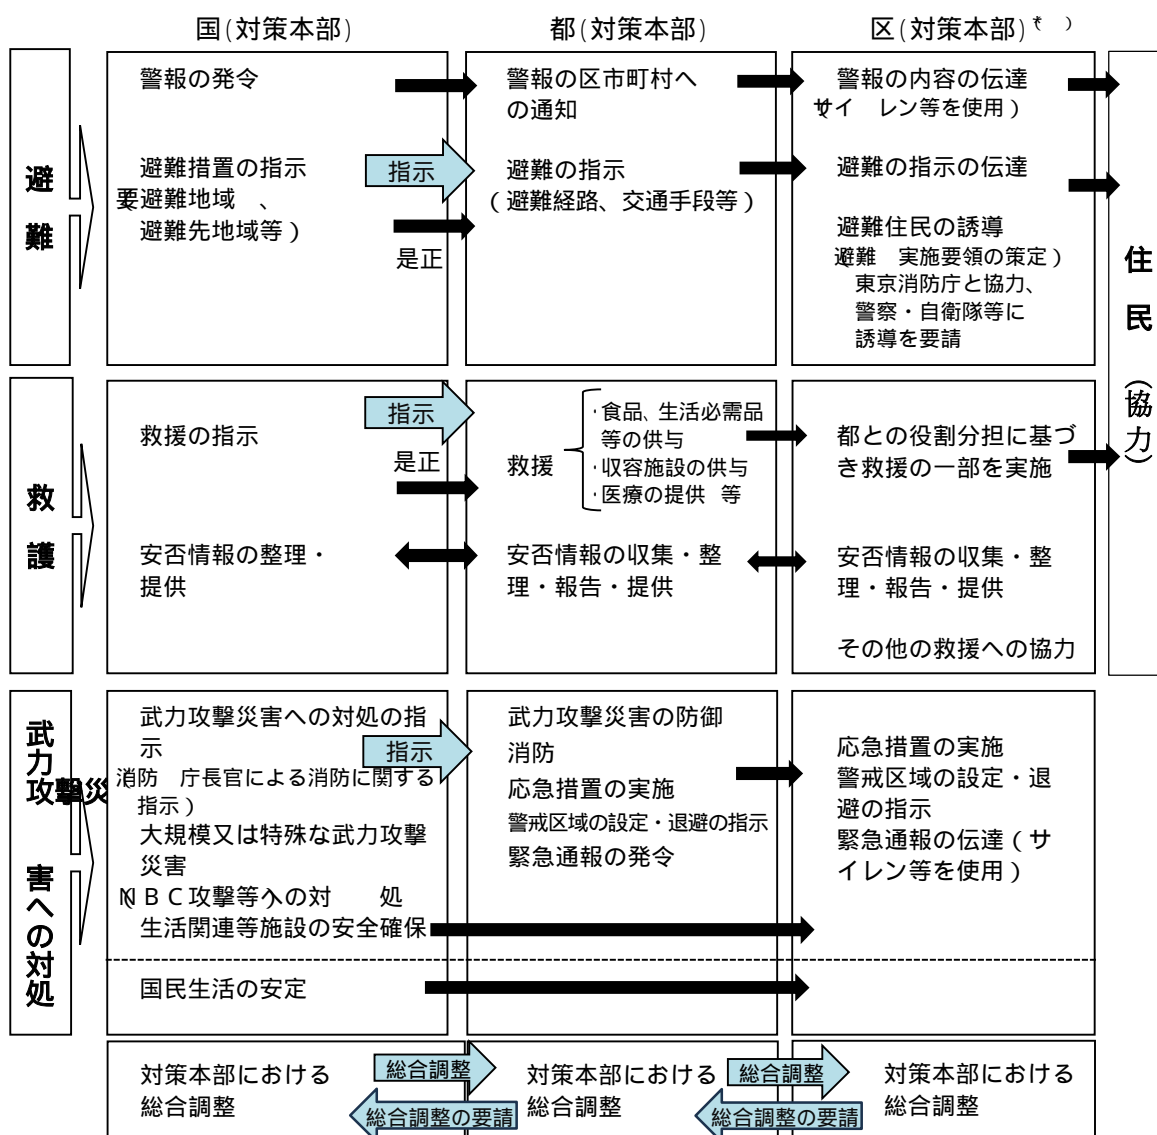 国(対策本部)
都(対策本部)
区(対策本部)
避難
警報の発令
避難措置の指示
要避難地域、
避難先地域等)
指示
是正
警報の区市町村へ
の通知
避難の指示
(避難経路、交通手段等)
警報の内容の伝達
サイレン等を使用)
避難の指示の伝達
避難住民の誘導
避難実施要領の策定)
東京消防庁と協力、
警察・自衛隊等に
誘導を要請
住民(協力)
救護
救援の指示
安否情報の整理・
提供
指示
是正
救援
・食品、生活必需品
等の供与
・収容施設の供与
・医療の提供 等
安否情報の収集・整
理・報告・提供
都との役割分担に基づ
き救援の一部を実施
安否情報の収集・整
理・報告・提供
その他の救援への協力
武力攻撃災害への対処
武力攻撃災害への対処の指
示
消防庁長官による消防に関する
指示)
大規模又は特殊な武力攻撃
災害
NBC攻撃等への対処
生活関連等施設の安全確保
国民生活の安定
指示
武力攻撃災害の防御
消防
応急措置の実施
警戒区域の設定・退避の指示
緊急通報の発令
応急措置の実施
警戒区域の設定・退
避の指示
緊急通報の伝達(サ
イレン等を使用)
対策本部における
総合調整
総合調整
総合調整の要請
対策本部における
総合調整
総合調整
総合調整の要請
対策本部における
総合調整